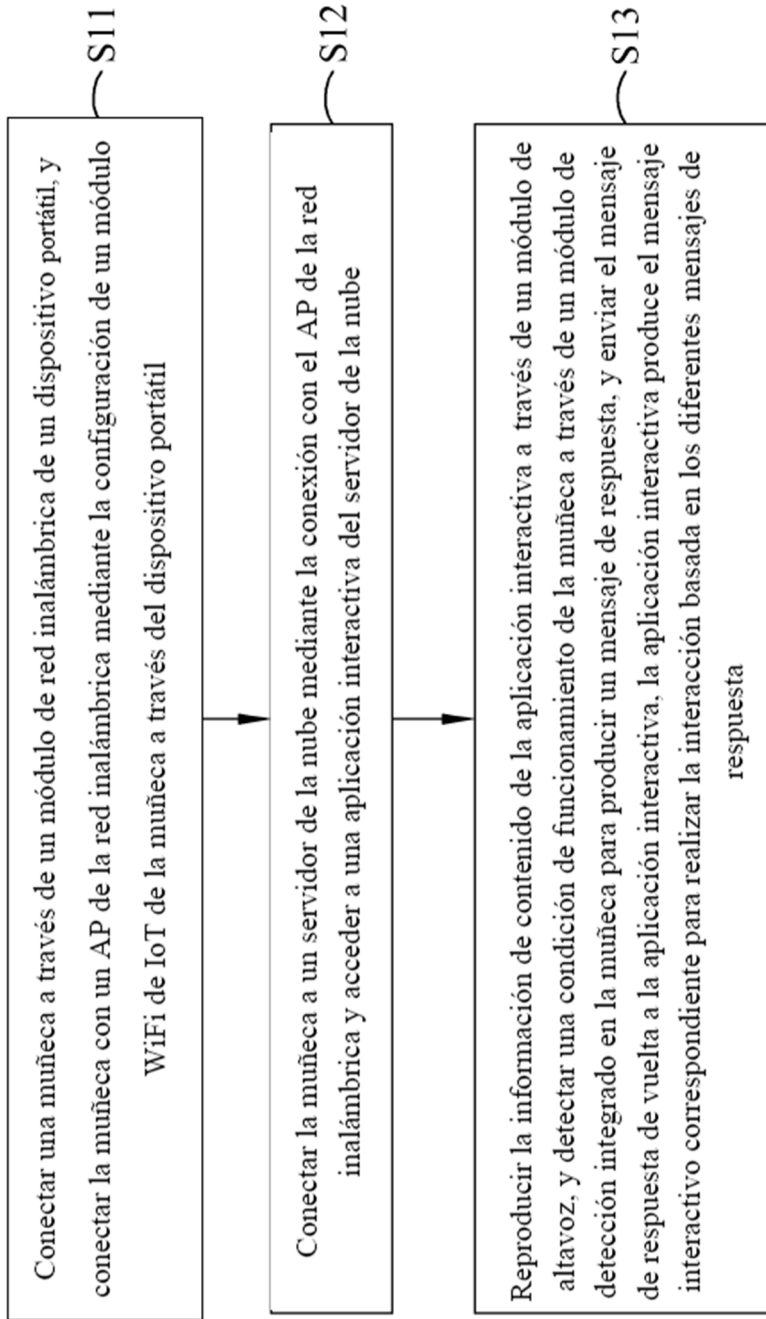 Conectar una muñeca a través de un módulo de red inalámbrica de un dispositivo portátil, y
conectar la muñeca con un AP de la red inalámbrica mediante la configuración de un módulo
WiFi de IoT de la muñeca a través del dispositivo portátil
S11
Conectar la muñeca a un servidor de la nube mediante la conexión con el AP de la red
inalámbrica y acceder a una aplicación interactiva del servidor de la nube
S12
Reproducir la información de contenido de la aplicación interactiva a través de un módulo de
altavoz, y detectar una condición de funcionamiento de la muñeca a través de un módulo de
detección integrado en la muñeca para producir un mensaje de respuesta, y enviar el mensaje
de respuesta de vuelta a la aplicación interactiva, la aplicación interactiva produce el mensaje
interactivo correspondiente para realizar la interacción basada en los diferentes mensajes de
respuesta
S13